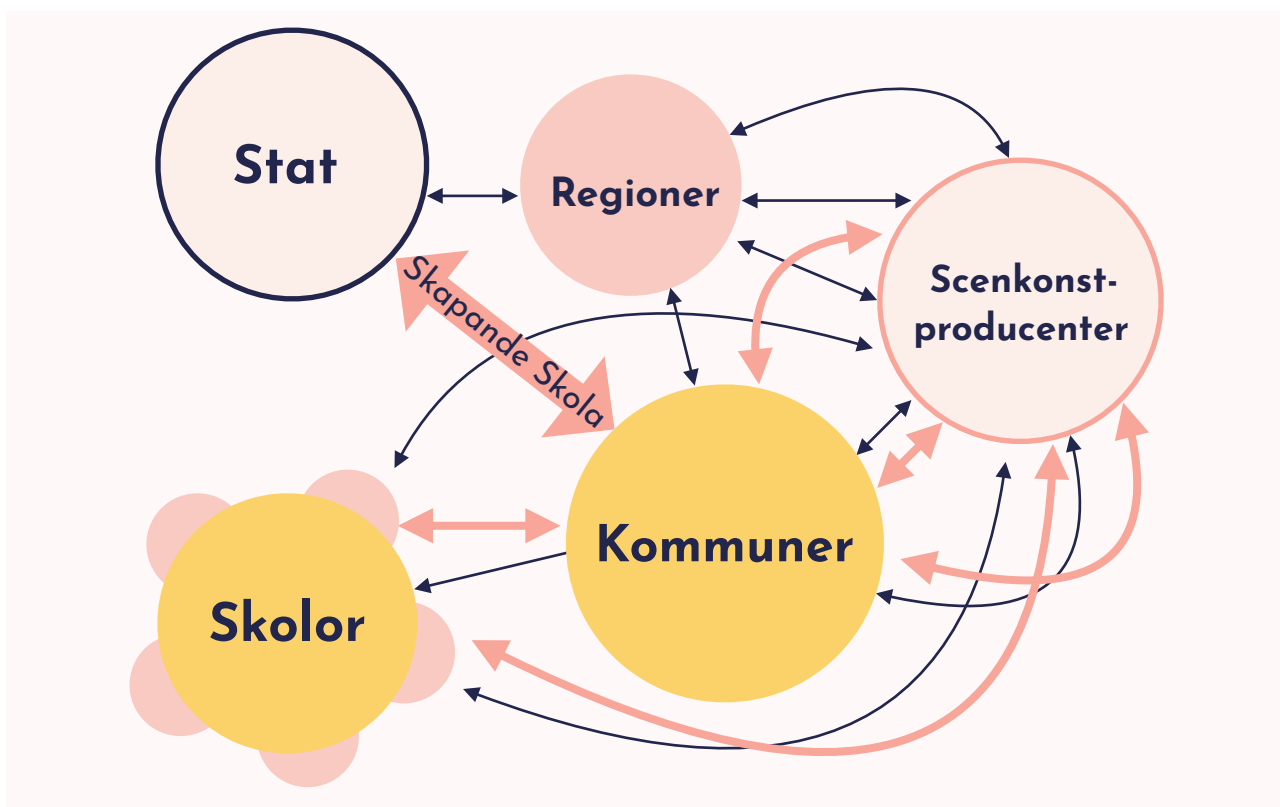 Stat
Regioner
Scenkonst-
producenter
Skapande Skola
Kommuner
Skolor